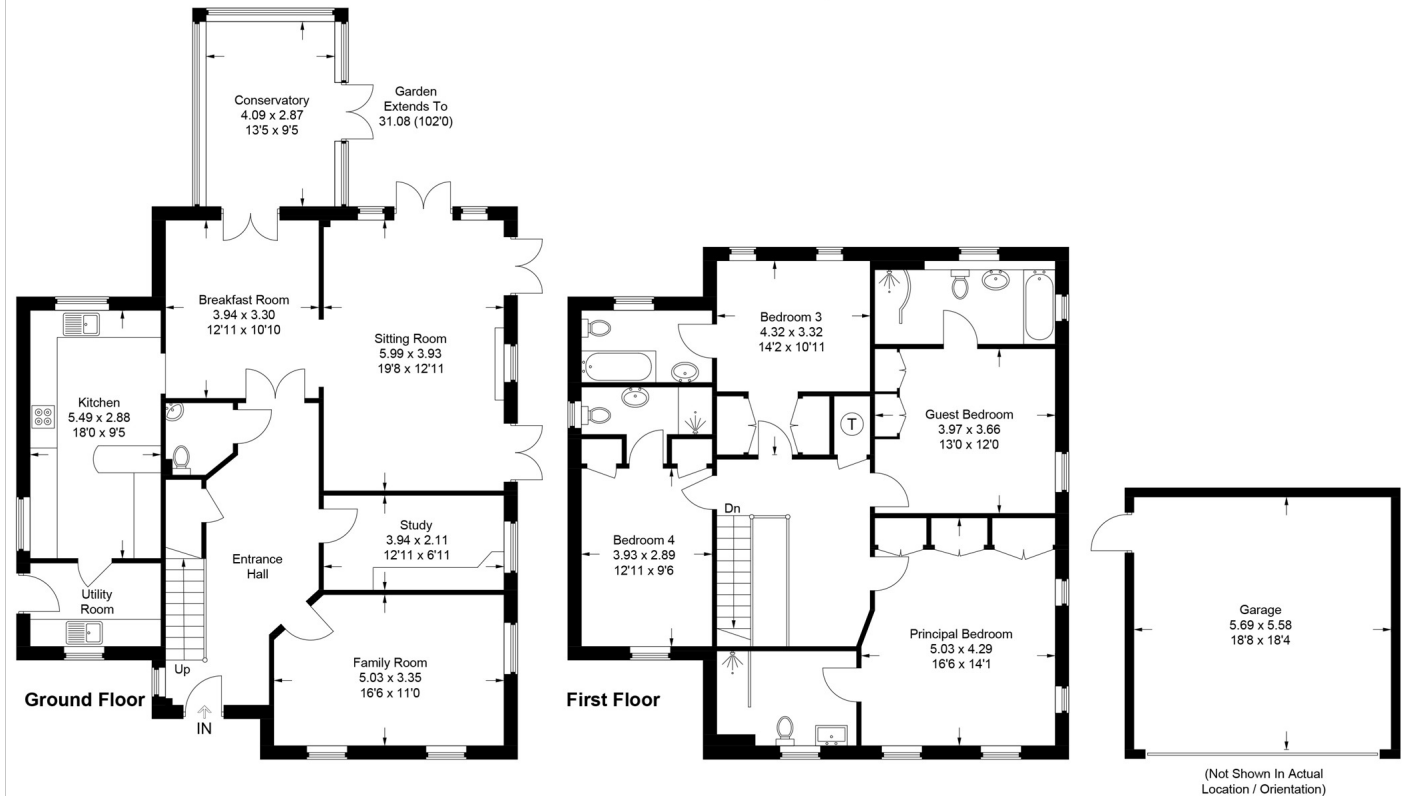 Conservatory
4.09 x 2.87
13'5 x 9'5
Garden
Extends To
31.08 (102'0)
Breakfast Room
3.94 x 3.30
12'11 x 10'10
Sitting Room
5.99 x 3.93
19'8 x 12'11
Kitchen
5.49 x 2.88
18'0 x 9'5
Study
3.94 x 2.11
12'11 x 6'11
Entrance
Hall
Utility
Room
Family Room
5.03 x 3.35
16'6 x 11'0
Up
IN
Ground Floor
Bedroom 3
4.32 x 3.32
14'2 x 10'11
T
Guest Bedroom
3.97 x 3.66
13'0 x 12'0
Dn
Bedroom 4
3.93 x 2.89
12'11 x 9'6
Principal Bedroom
5.03 x 4.29
16'6 x 14'1
First Floor
Garage
5.69 x 5.58
18'8 x 18'4
(Not Shown In Actual
Location / Orientation)